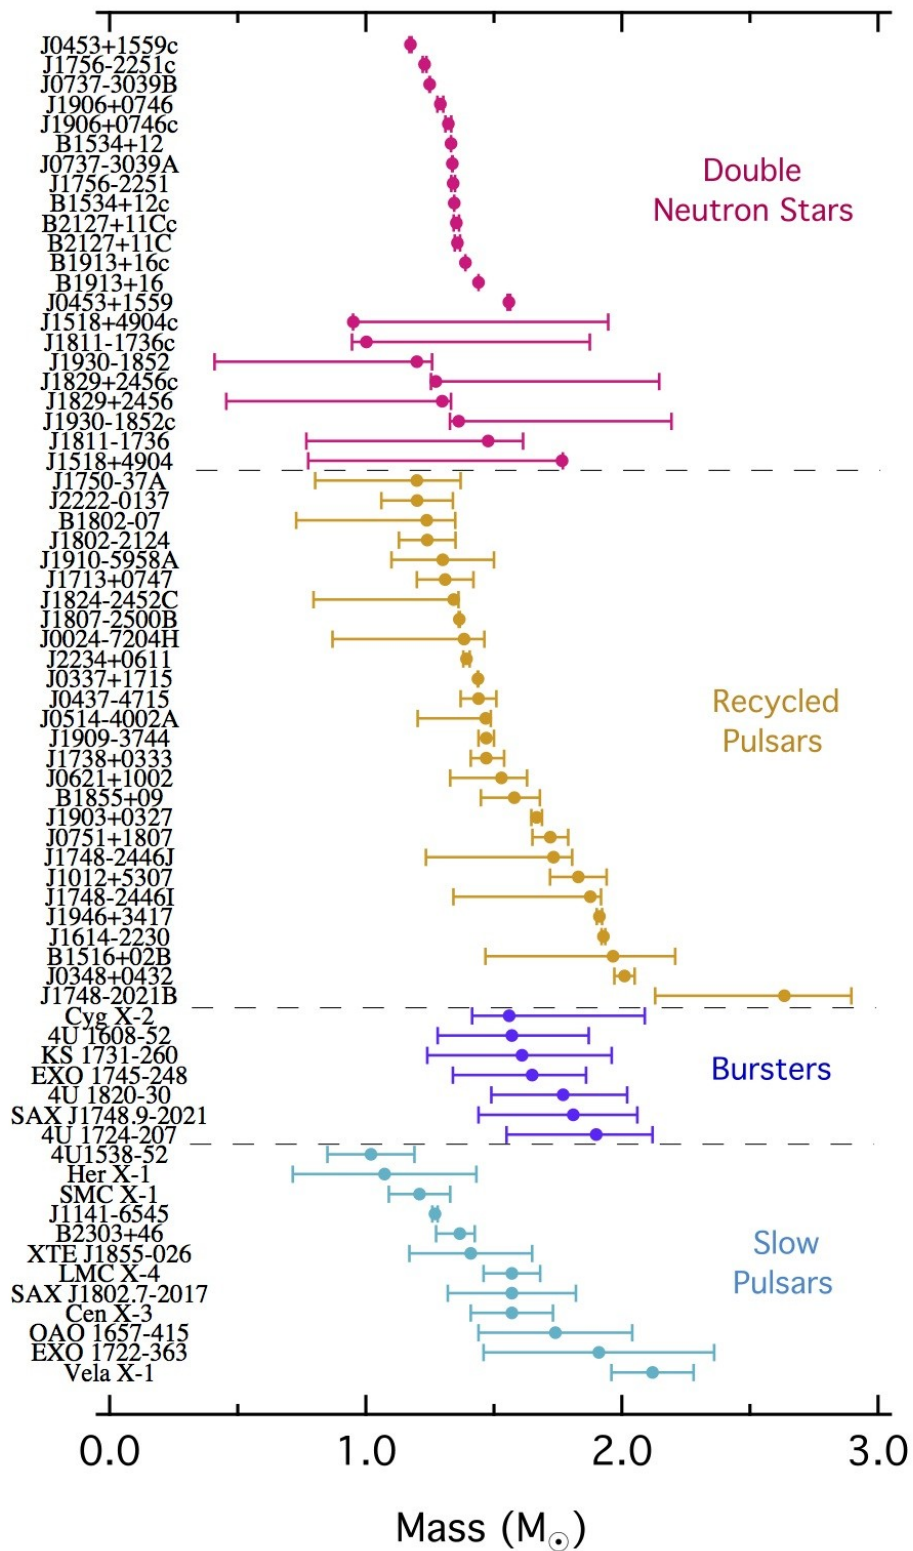 J0453+1559c
J1756-2251c
J0737-3039B
J1906+0746
J1906+0746c
B1534+12
J0737-3039A
J1756-2251
B1534+12c
B2127+11Cc
B2127+11C
B1913+16c
B1913+16
J0453+1559
J1518+4904c
J1811-1736c
J1930-1852
J1829+2456c
J1829+2456
J1930-1852c
J1811-1736
J1518+4904
Double
Neutron Stars
J1750-37A
J2222-0137
B1802-07
J1802-2124
J1910-5958A
J1713+0747
J1824-2452C
J1807-2500B
J0024-7204H
J2234+0611
J0337+1715
J0437-4715
J0514-4002A
J1909-3744
J1738+0333
J0621+1002
B1855+09
J1903+0327
J0751+1807
J1748-2446J
J1012+5307
J1748-2446I
J1946+3417
J1614-2230
B1516+02B
J0348+0432
J1748-2021B
Recycled
Pulsars
Cyg X-2
4U 1608-52
KS 1731-260
EXO 1745-248
4U 1820-30
SAX J1748.9-2021
4U 1724-207
Bursters
4U1538-52
Her X-1
SMC X-1
J1141-6545
B2303+46
XTE J1855-026
LMC X-4
SAX J1802.7-2017
Cen X-3
OAO 1657-415
EXO 1722-363
Vela X-1
Slow
Pulsars
0.0 1.0 2.0 3.0
Mass (M☉)